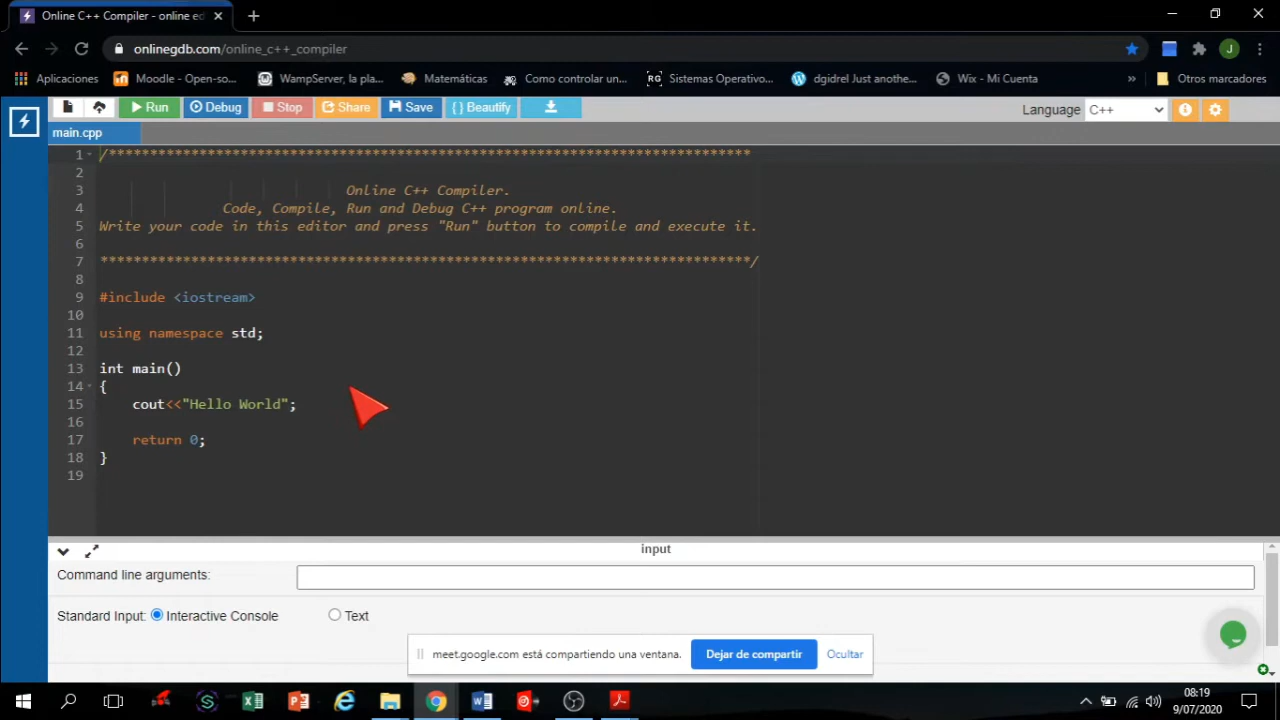 Online C++ Compiler - online ed
onlinegdb.com/online_c++_compiler
J
Aplicaciones
Moodle - Open-so...
WampServer, la pla...
Matemáticas
Como controlar un...
RG Sistemas Operativo...
dgidrel Just anothe...
Wix - Mi Cuenta
»
Otros marcadores
Run
Debug
Stop
Share
Save
{ } Beautify
Language C++
main.cpp
1 /******************************************************************************
2
3 Online C++ Compiler.
4 Code, Compile, Run and Debug C++ program online.
5 Write your code in this editor and press "Run" button to compile and execute it.
6
7 *******************************************************************************/
8
9 #include <iostream>
10
11 using namespace std;
12
13 int main()
14 {
15 cout<<"Hello World";
16
17 return 0;
18 }
19
input
Command line arguments:
Standard Input: Interactive Console Text
meet.google.com está compartiendo una ventana. Dejar de compartir Ocultar
08:19
9/07/2020